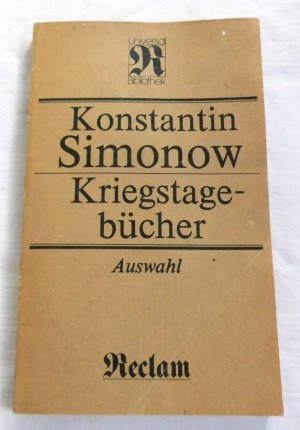 Universal
R
Bibliothek
Konstantin
Simonow
Kriegstage-
bücher
Auswahl
Reclam